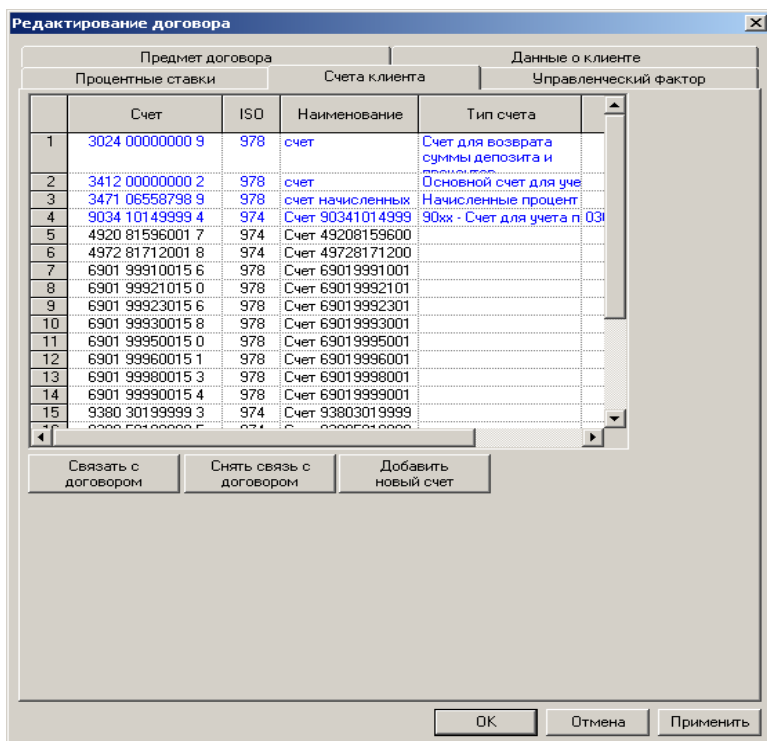 Редактирование договора
Предмет договора Данные о клиенте
Процентные ставки Счета клиента Управленческий фактор
Счет ISO Наименование Тип счета
1 3024 00000000 9 978 счет Счет для возврата
суммы депозита и
процентов
2 3412 00000000 2 978 счет Основной счет для уче
3 3471 06558798 9 978 счет начисленных Начисленные процент
4 9034 10149999 4 974 Счет 90341014999 90xx - Счет для учета п 030
5 4920 81596001 7 974 Счет 49208159600
6 4972 81712001 8 974 Счет 49728171200
7 6901 99910015 6 978 Счет 69019991001
8 6901 99921015 0 978 Счет 69019992101
9 6901 99923015 6 978 Счет 69019992301
10 6901 99930015 8 978 Счет 69019993001
11 6901 99950015 0 978 Счет 69019995001
12 6901 99960015 1 978 Счет 69019996001
13 6901 99980015 3 978 Счет 69019998001
14 6901 99990015 4 978 Счет 69019999001
15 9380 30199999 3 974 Счет 93803019999
16
Связать с
договором
Снять связь с
договором
Добавить
новый счет
OK Отмена Применить